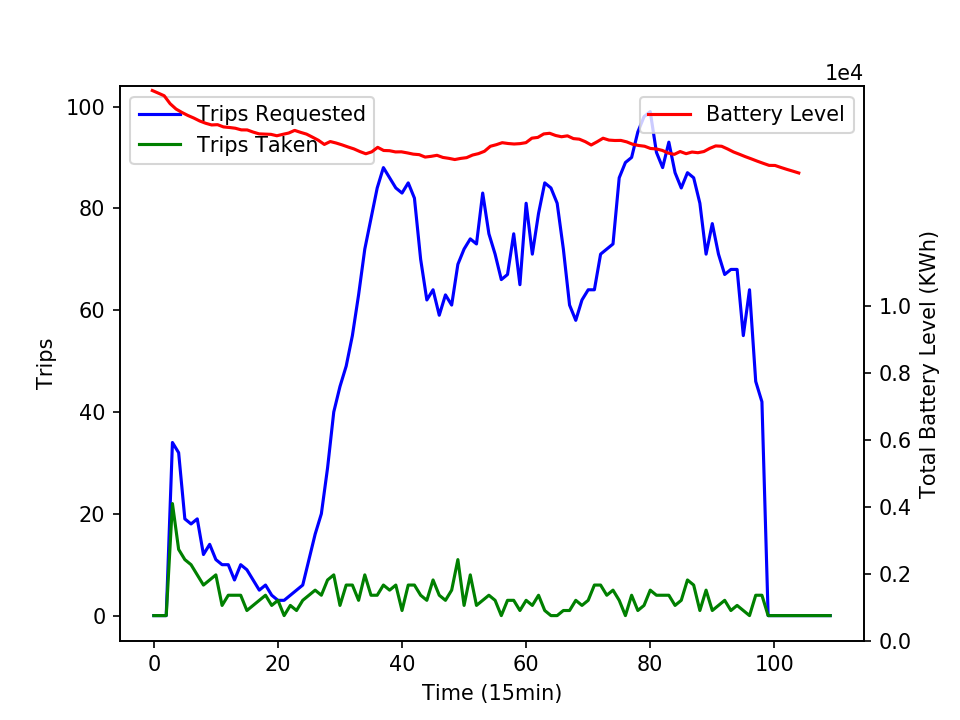 1e4
Trips Requested
Trips Taken
Battery Level
100
80
60
40
20
0
Trips
1.0
0.8
0.6
0.4
0.2
0.0
Total Battery Level (KWh)
0 20 40 60 80 100
Time (15min)